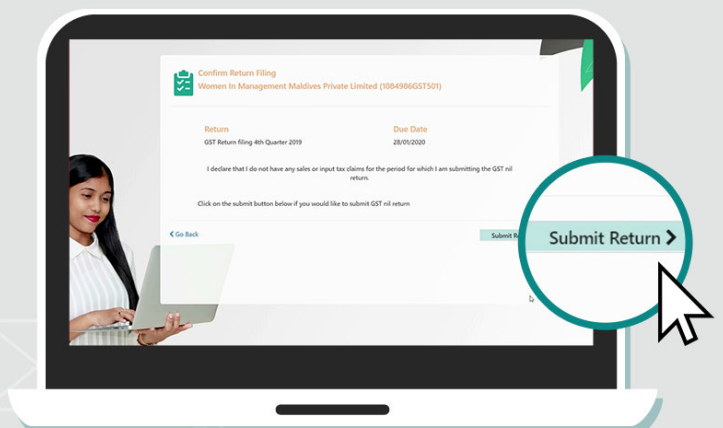 Confirm Return Filing
Women In Management Maldives Private Limited (1084986GST501)
Return
Due Date
GST Return filing 4th Quarter 2019
28/01/2020
I declare that I do not have any sales or input tax claims for the period for which I am submitting the GST nil
return.
Click on the submit button below if you would like to submit GST nil return
Go Back
Submit
Submit Return